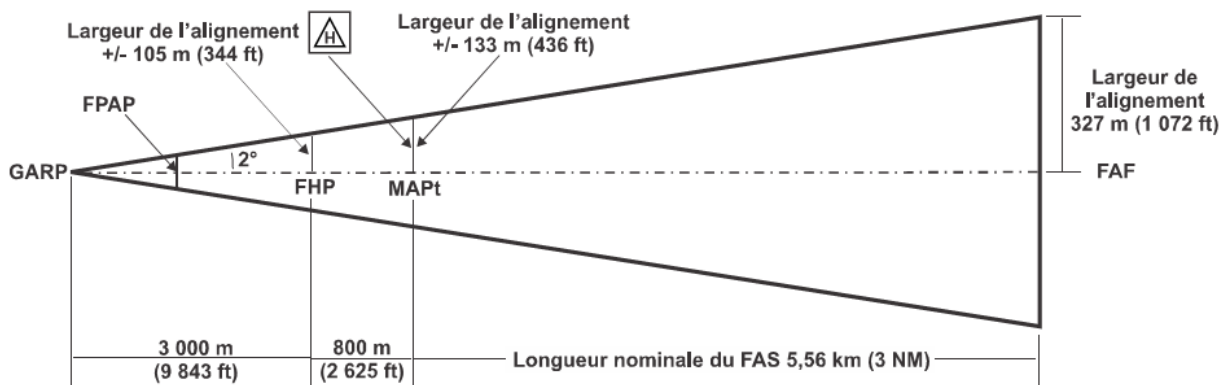 Largeur de l'alignement
+/- 105 m (344 ft)
H
Largeur de l'alignement
+/- 133 m (436 ft)
Largeur de
l'alignement
327 m (1 072 ft)
FPAP
2°
GARP
FHP
MAPt
FAF
3 000 m
(9 843 ft)
800 m
(2 625 ft)
Longueur nominale du FAS 5,56 km (3 NM)